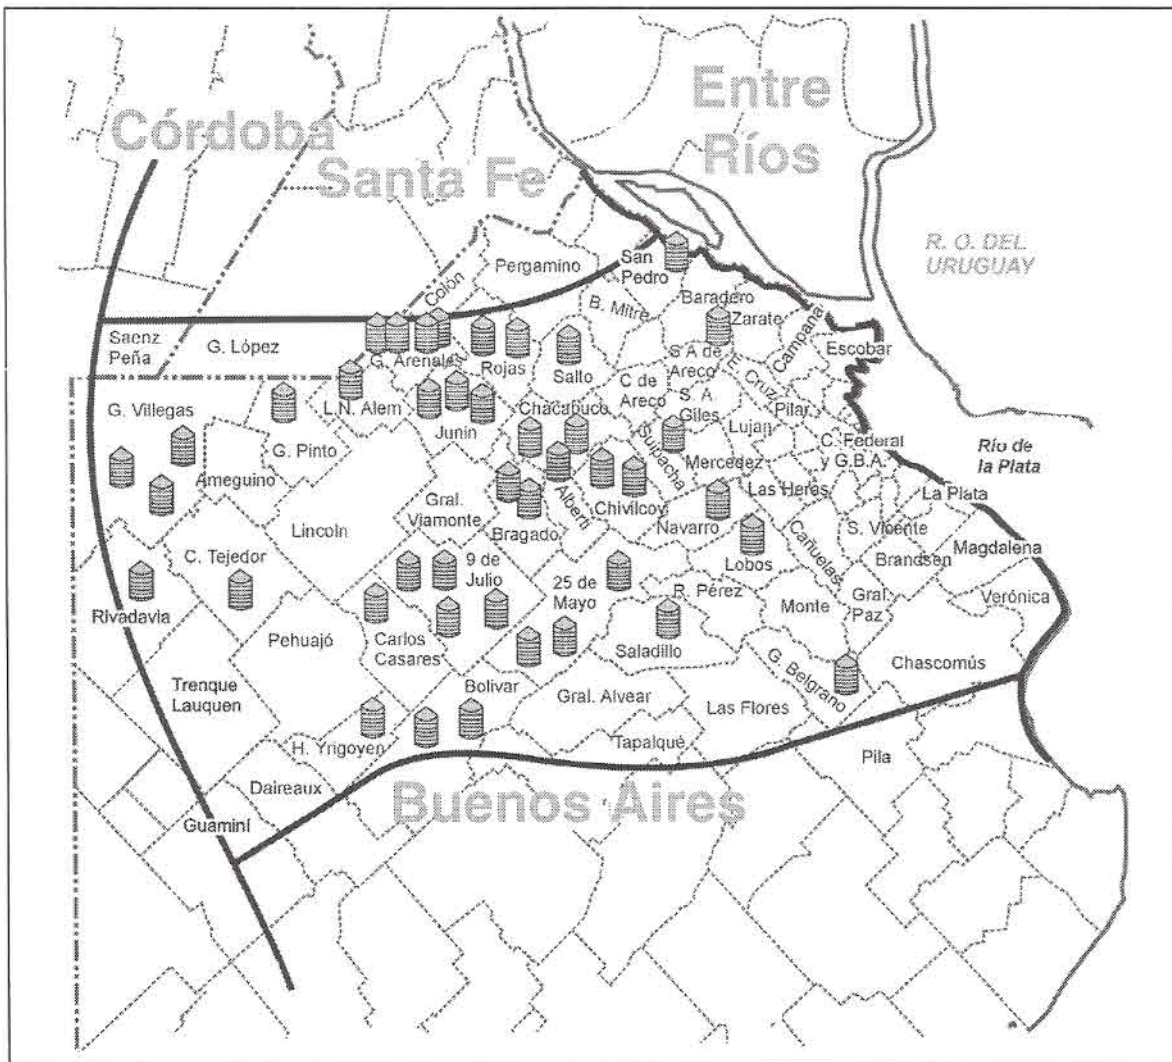 Entre
Ríos
Córdoba
Santa Fe
R. O. DEL
URUGUAY
San
Pedro
Pergamino
Colón
B. Mitre
Baradero
Zarate
Campana
Escobar
Saenz
Peña
G. López
G. Arenales
Rojas
Salto
S A de
Areco
E. Cruz
C de
Areco
S. A.
Giles
Pilar
G. Villegas
L.N. Alem
Chacabuco
Lujan
Junin
Suipacha
G. Pinto
Ameguino
Mercedez
C. Federal
y G.B.A.
Río de
la Plata
Las Heras
La Plata
Gral.
Viamonte
Alberti
Chivilcoy
Lincoln
Bragado
Navarro
Cañuelas
S. Vicente
Brandsen
Magdalena
C. Tejedor
9 de
Julio
25 de
Mayo
Lobos
R. Pérez
Monte
Gral.
Paz
Verónica
Rivadavia
Pehuajó
Carlos
Casares
Saladillo
Chascomús
G. Belgrano
Trenque
Lauquen
Bolivar
Gral. Alvear
Las Flores
H. Yrigoyen
Tapalqué
Pila
Daireaux
Buenos Aires
Guaminí